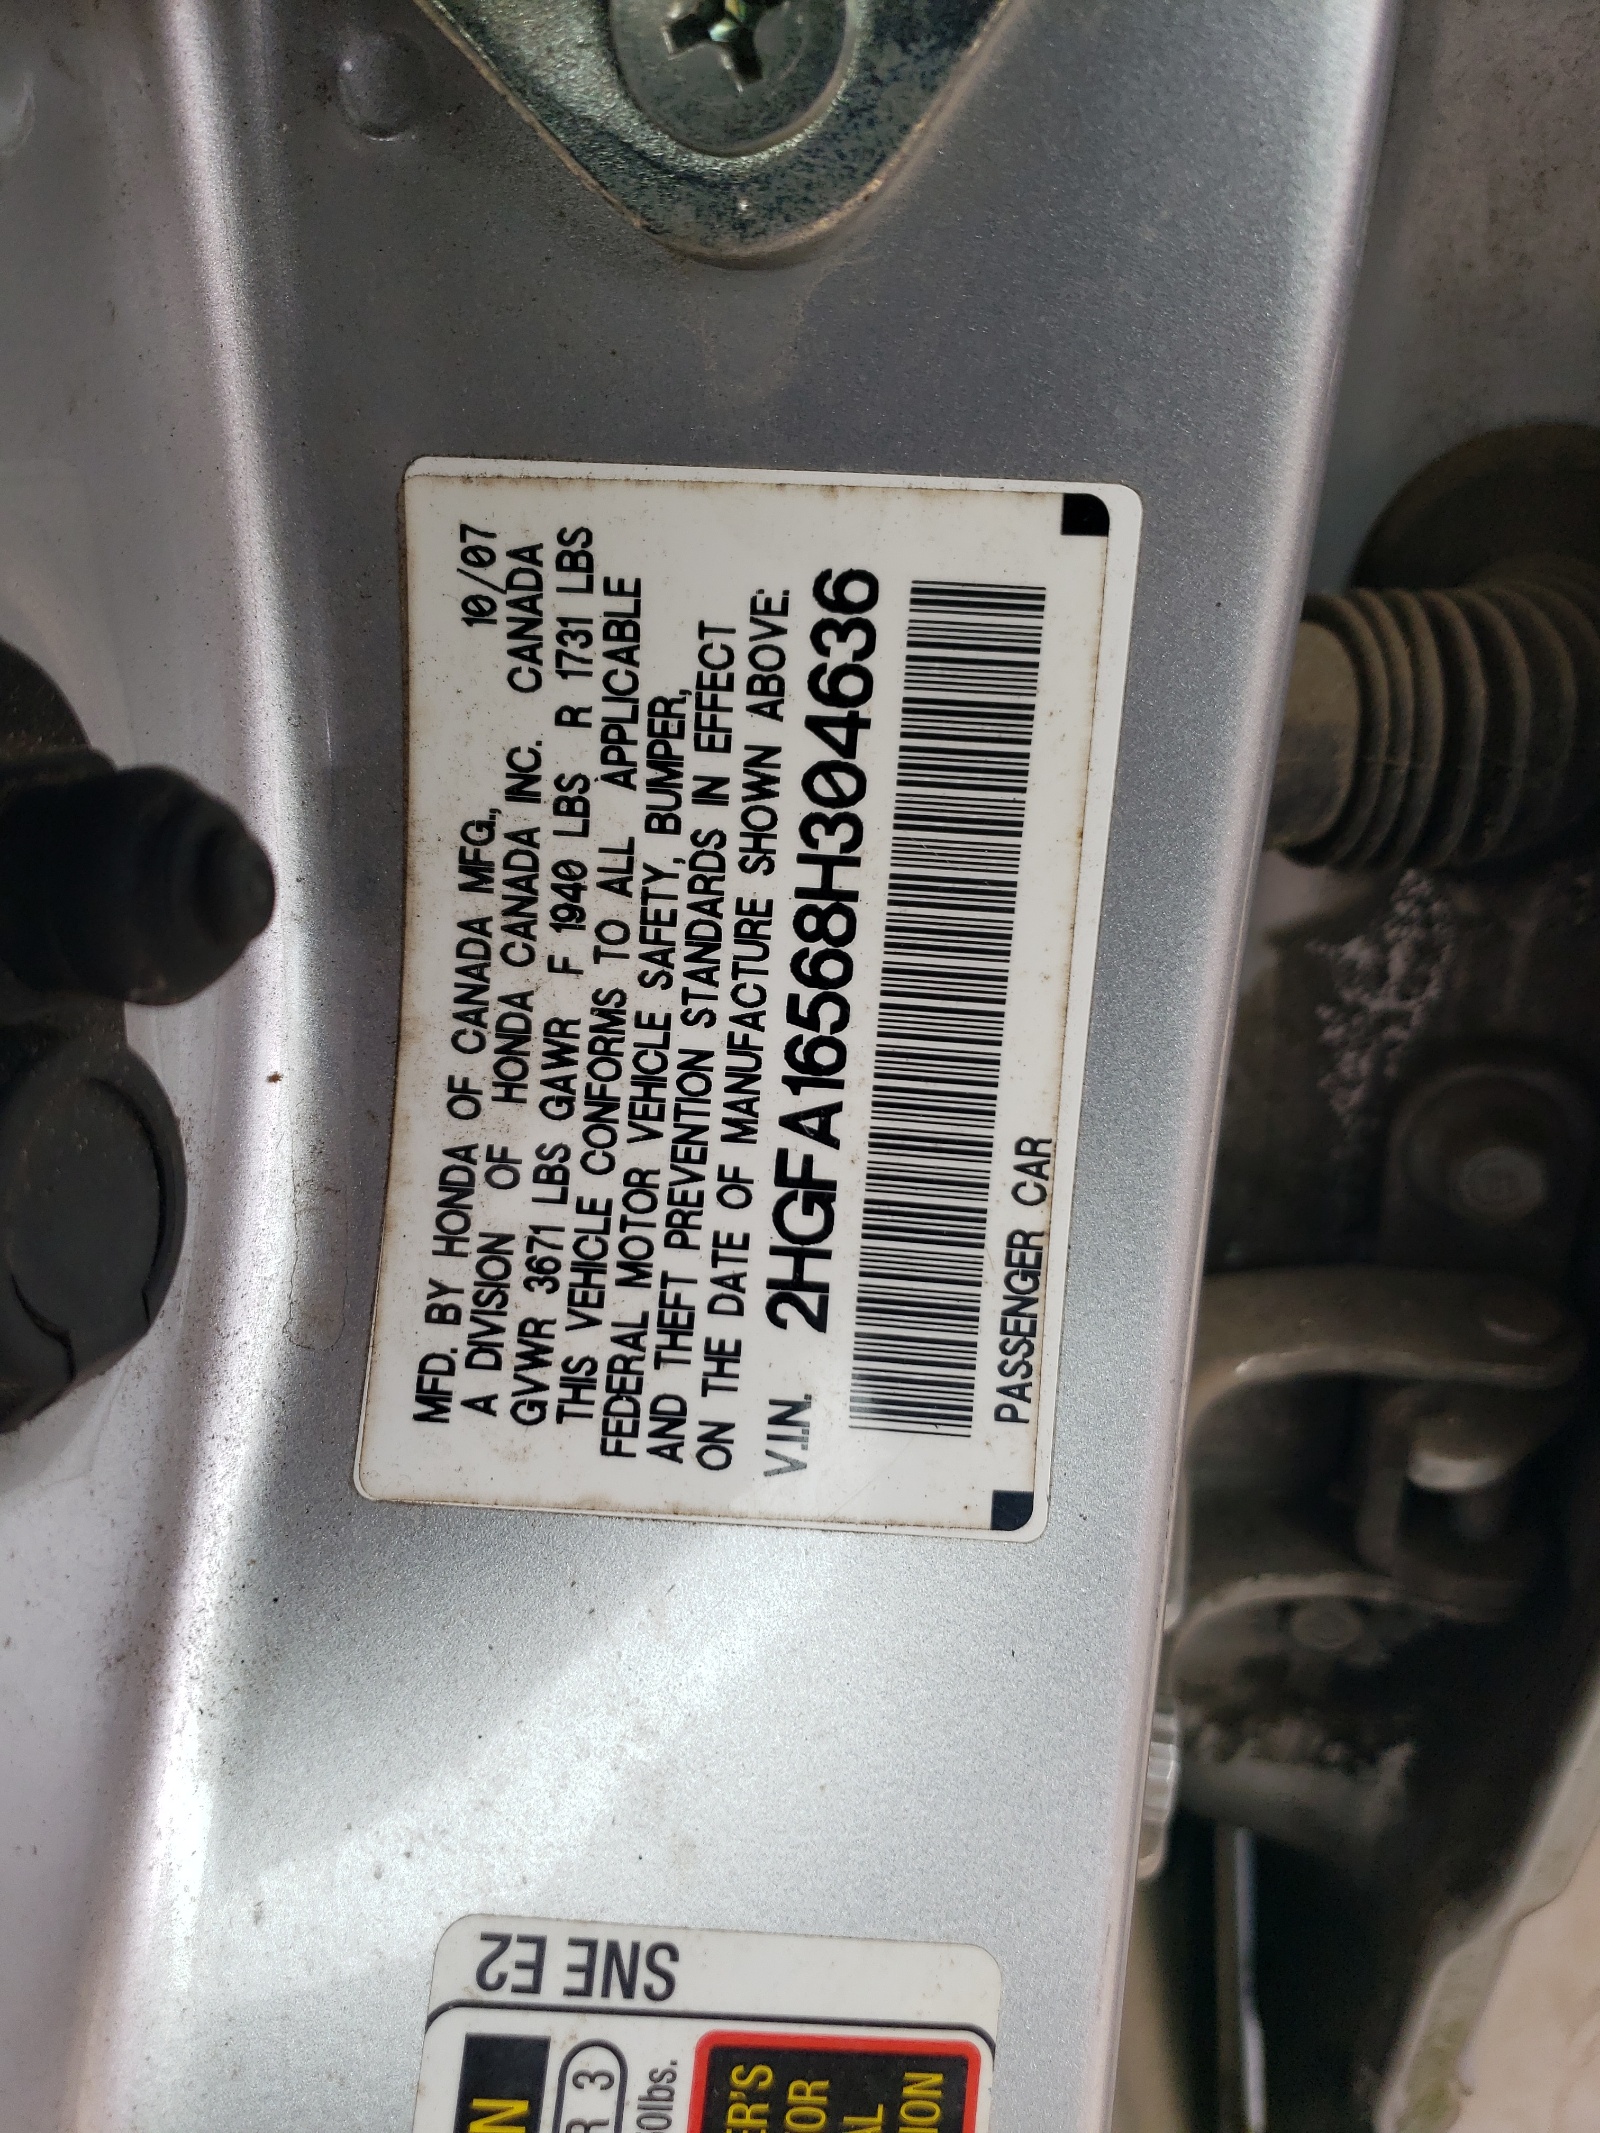 MFD. BY HONDA OF CANADA MFG., 10/07
A DIVISION OF HONDA CANADA INC. CANADA
GVWR 3671 LBS GAWR F 1940 LBS R 1731 LBS
THIS VEHICLE CONFORMS TO ALL APPLICABLE
FEDERAL MOTOR VEHICLE SAFETY, BUMPER,
AND THEFT PREVENTION STANDARDS IN EFFECT
ON THE DATE OF MANUFACTURE SHOWN ABOVE.
V.I.N. 2HGFA16568H304636
PASSENGER CAR
SNE E2
R 3